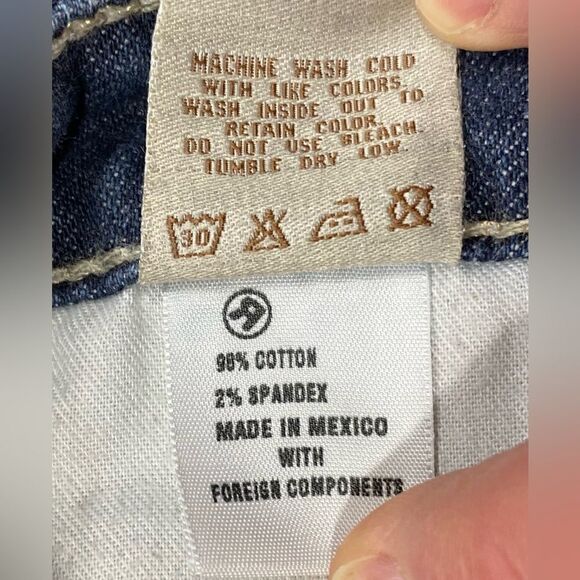 MACHINE WASH COLD
WITH LIKE COLORS.
WASH INSIDE OUT TO
RETAIN COLOR.
DO NOT USE BLEACH.
TUMBLE DRY LOW.
30
98% COTTON
2% SPANDEX
MADE IN MEXICO
WITH
FOREIGN COMPONENTS